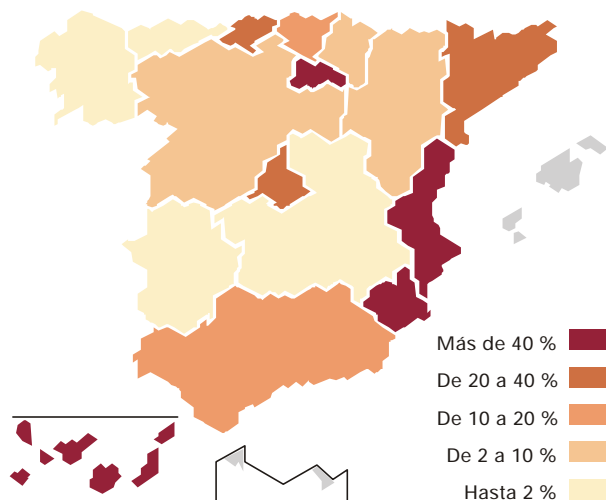 Más de 40 %
De 20 a 40 %
De 10 a 20 %
De 2 a 10 %
Hasta 2 %